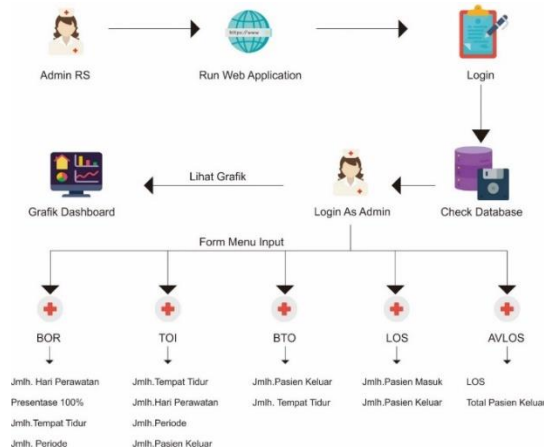 Https://www
Admin RS
Run Web Application
Login
Lihat Grafik
Grafik Dashboard
Login As Admin
Check Database
Form Menu Input
BOR
TOI
BTO
LOS
AVLOS
Jmlh. Hari Perawatan
Presentase 100%
Jmlh.Tempat Tidur
Jmlh. Periode
Jmlh.Tempat Tidur
Jmlh.Hari Perawatan
Jmlh.Periode
Jmlh.Pasien Keluar
Jmlh.Pasien Keluar
Jmlh. Tempat Tidur
Jmlh.Pasien Masuk
Jmlh.Pasien Keluar
LOS
Total Pasien Keluar